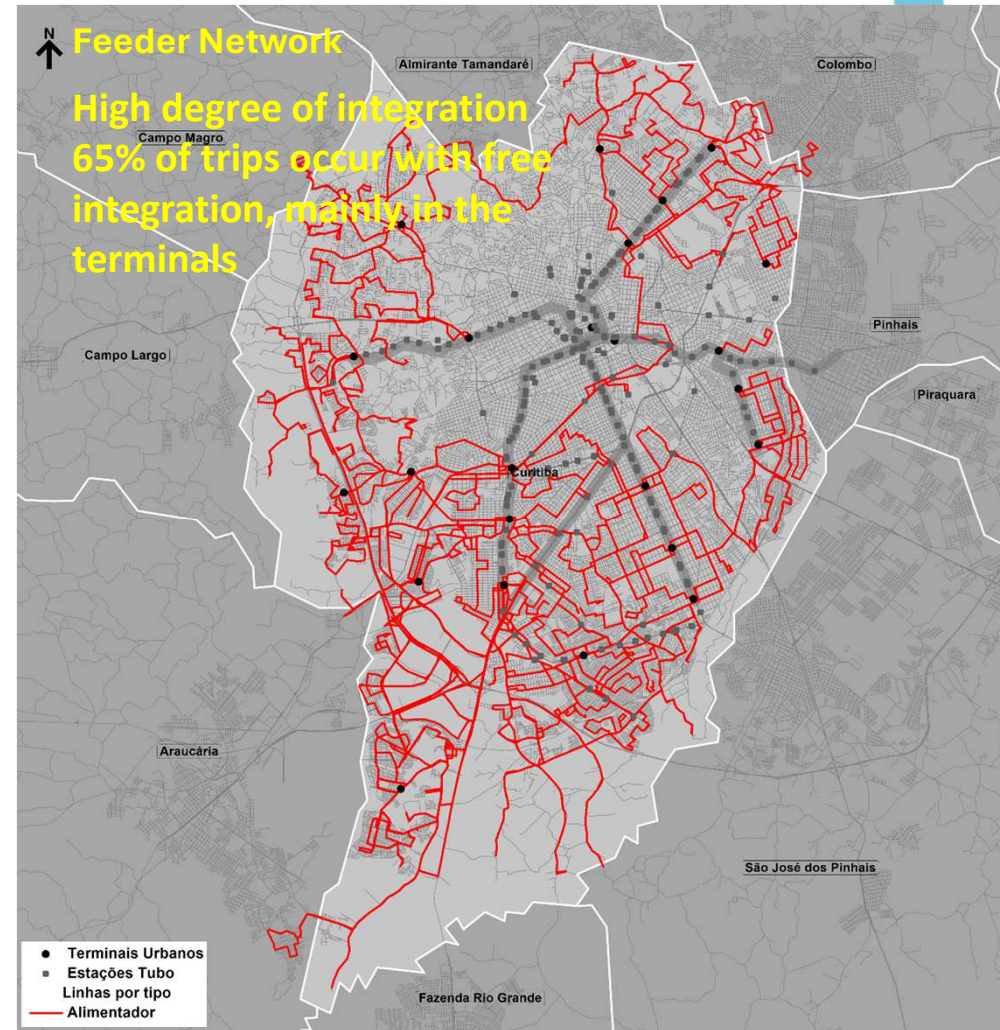 N
Feeder Network
Almirante Tamandaré
Colombo
High degree of integration
Campo Magro
65% of trips occur with free
integration, mainly in the
terminals
Pinhais
Campo Largo
Piraquara
Curitiba
Araucária
São José dos Pinhais
Terminais Urbanos
Estações Tubo
Linhas por tipo
Alimentador
Fazenda Rio Grande